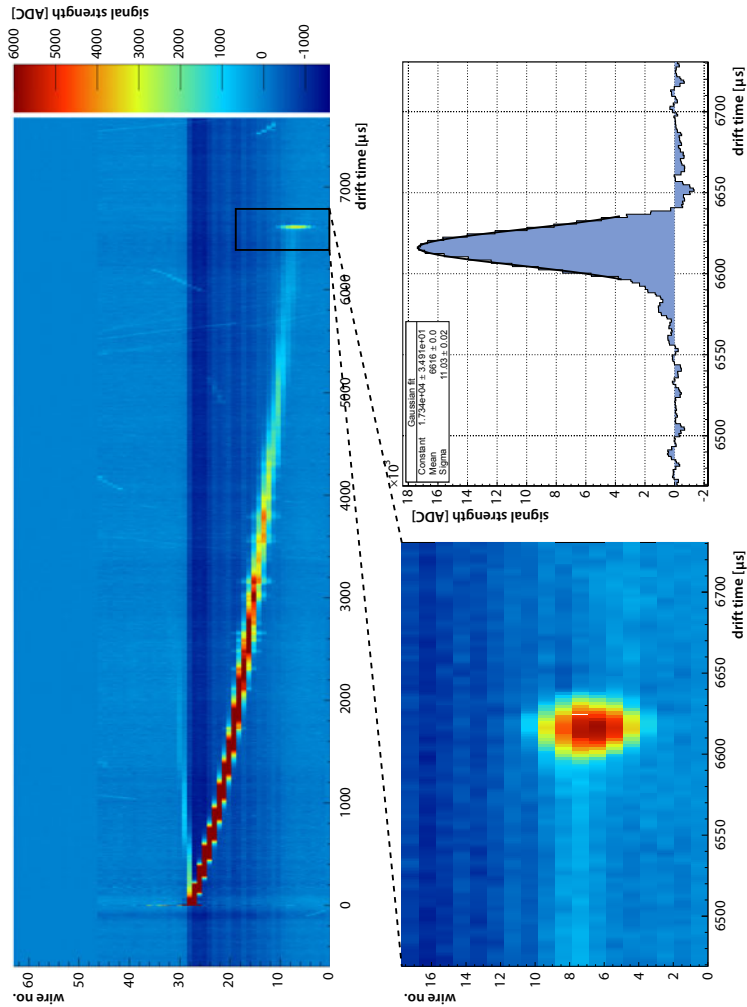 signal strength [ADC]
6000
5000
4000
3000
2000
1000
0
-1000
wire no.
60
50
40
30
20
10
0
0 1000 2000 3000 4000 5000 6000 7000
drift time [µs]
wire no.
16
14
12
10
8
6
4
2
0
6500 6550 6600 6650 6700
drift time [µs]
signal strength [ADC]
×10³
18
16
14
12
10
8
6
4
2
0
-2
Gaussian fit
Constant 1.734e+04 ± 3.491e+01
Mean 6616 ± 0.0
Sigma 11.03 ± 0.02
6500 6550 6600 6650 6700
drift time [µs]